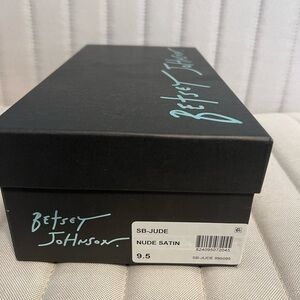 BETSEY JOHNSON
BETSEY
JOHNSON.
SB-JUDE
NUDE SATIN
9.5